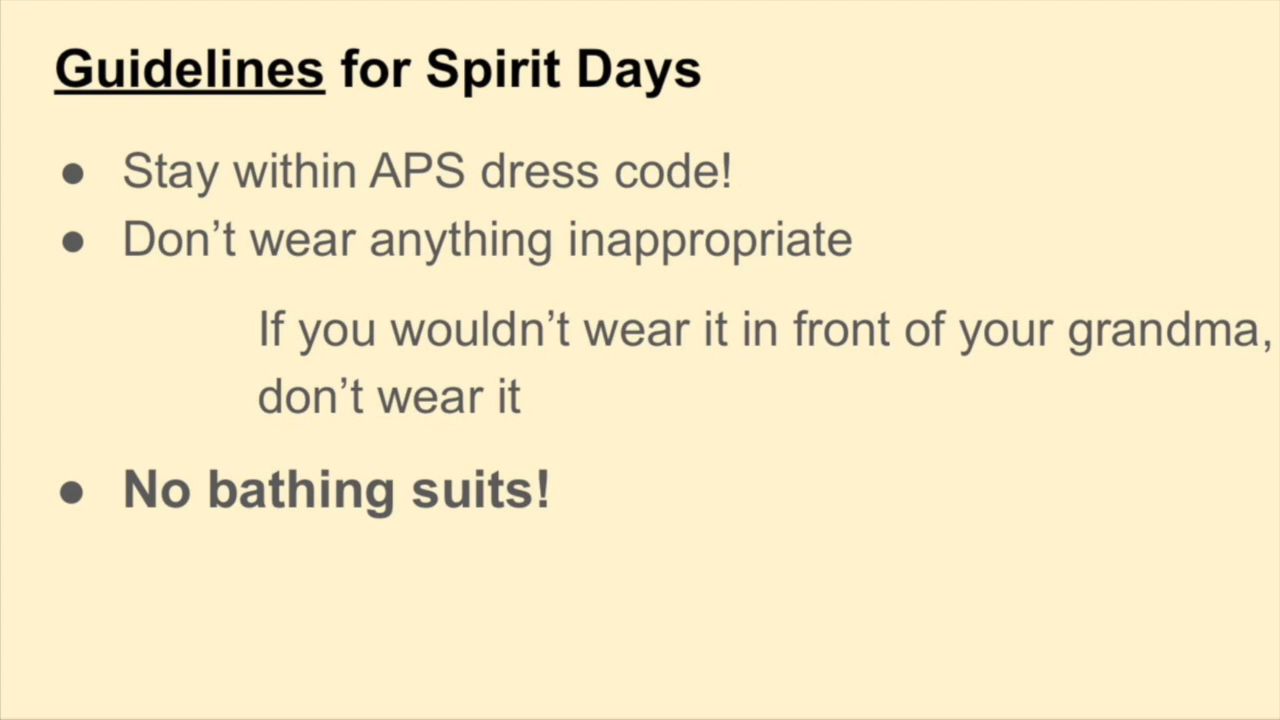 Guidelines for Spirit Days
● Stay within APS dress code!
● Don’t wear anything inappropriate
If you wouldn’t wear it in front of your grandma,
don’t wear it
● No bathing suits!